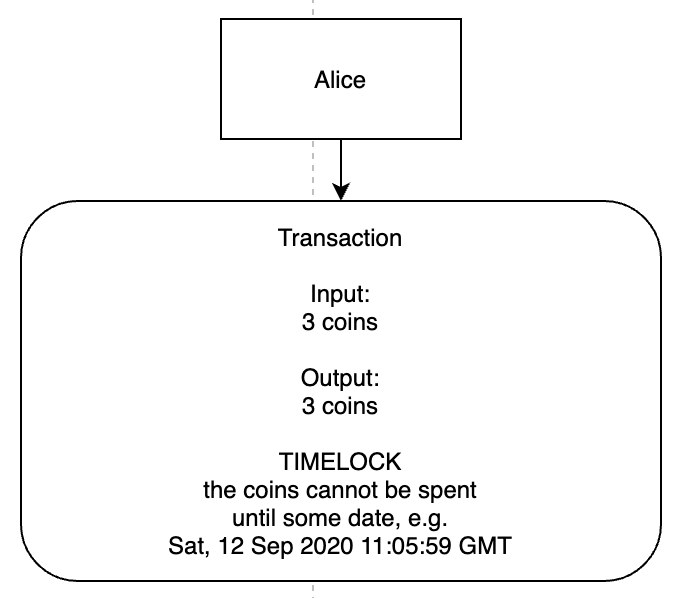 Alice
Transaction
Input:
3 coins
Output:
3 coins
TIMELOCK
the coins cannot be spent
until some date, e.g.
Sat, 12 Sep 2020 11:05:59 GMT